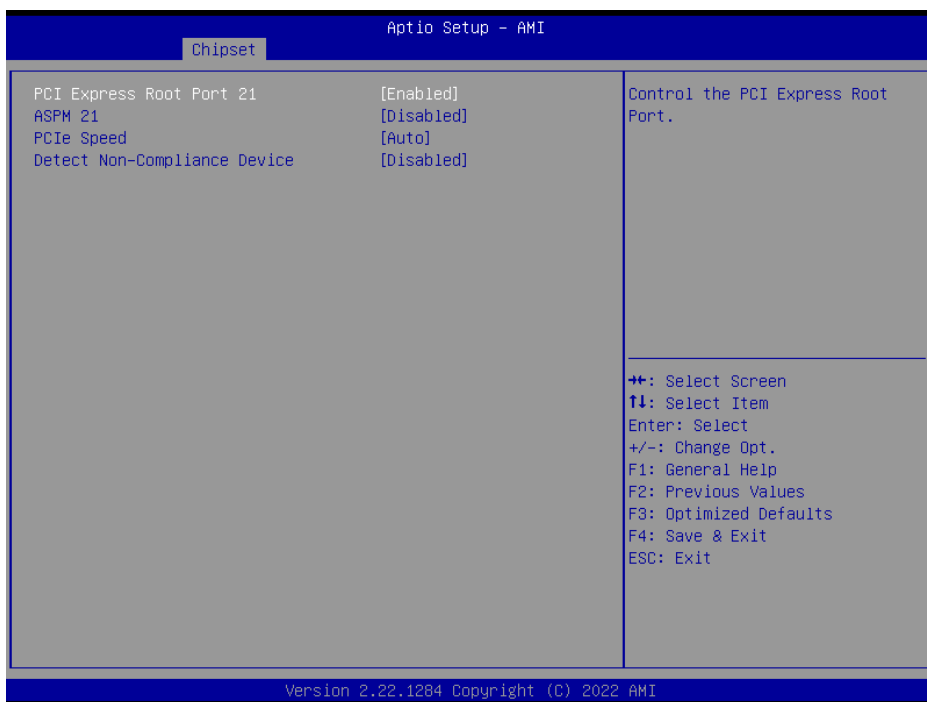 Aptio Setup – AMI
Chipset
PCI Express Root Port 21 [Enabled]
ASPM 21 [Disabled]
PCIe Speed [Auto]
Detect Non-Compliance Device [Disabled]
Control the PCI Express Root
Port.
→←: Select Screen
↑↓: Select Item
Enter: Select
+/-: Change Opt.
F1: General Help
F2: Previous Values
F3: Optimized Defaults
F4: Save & Exit
ESC: Exit
Version 2.22.1284 Copyright (C) 2022 AMI